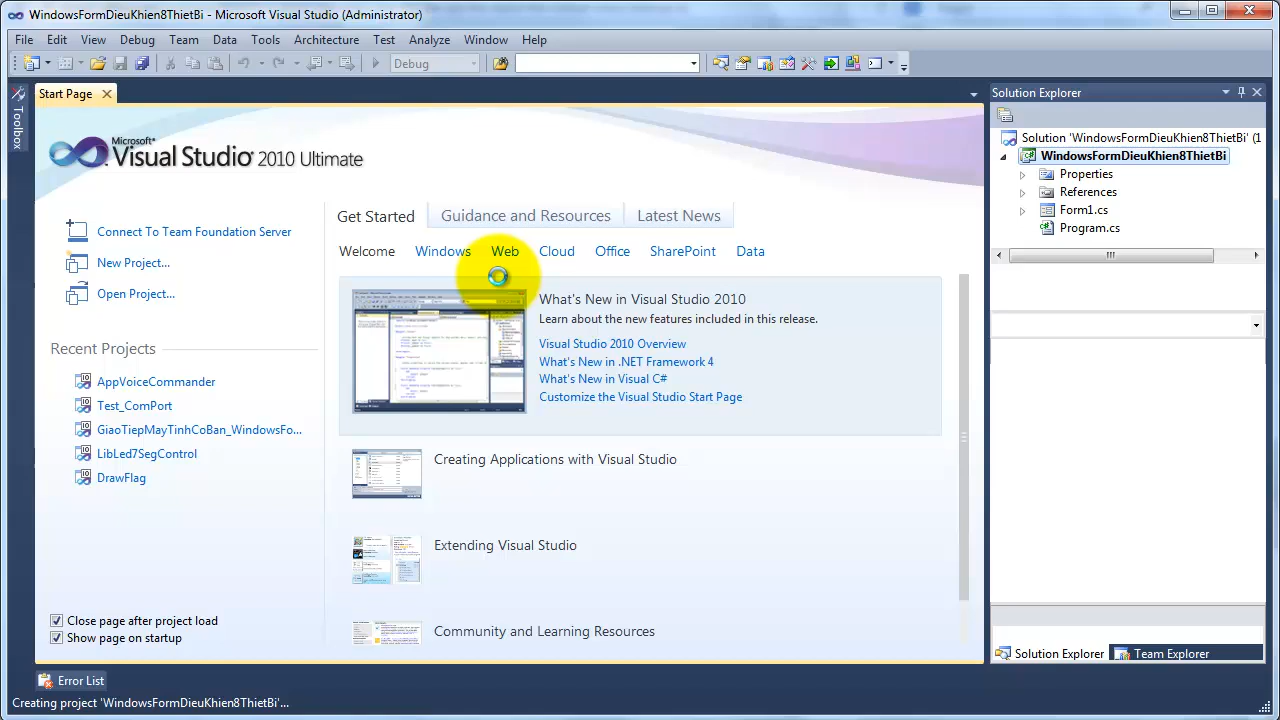 WindowsFormDieuKhien8ThietBi - Microsoft Visual Studio (Administrator)
File Edit View Debug Team Data Tools Architecture Test Analyze Window Help
Debug
Toolbox
Start Page
Microsoft®
Visual Studio 2010 Ultimate
Connect To Team Foundation Server
New Project...
Open Project...
Recent Proj
AppVoiceCommander
Test_ComPort
GiaoTiepMayTinhCoBan_WindowsFo...
LibLed7SegControl
DrawFlag
Close page after project load
Show page on startup
Get Started Guidance and Resources Latest News
Welcome Windows Web Cloud Office SharePoint Data
What's New in Visual Studio 2010
Learn about the new features included in this release
Visual Studio 2010 Overview
What's New in .NET Framework 4
What's New in Visual C#
Customize the Visual Studio Start Page
Creating Applications with Visual Studio
Extending Visual Studio
Community and Learning Resources
Solution Explorer
Solution 'WindowsFormDieuKhien8ThietBi' (1
WindowsFormDieuKhien8ThietBi
Properties
References
Form1.cs
Program.cs
Solution Explorer Team Explorer
Error List
Creating project 'WindowsFormDieuKhien8ThietBi'...